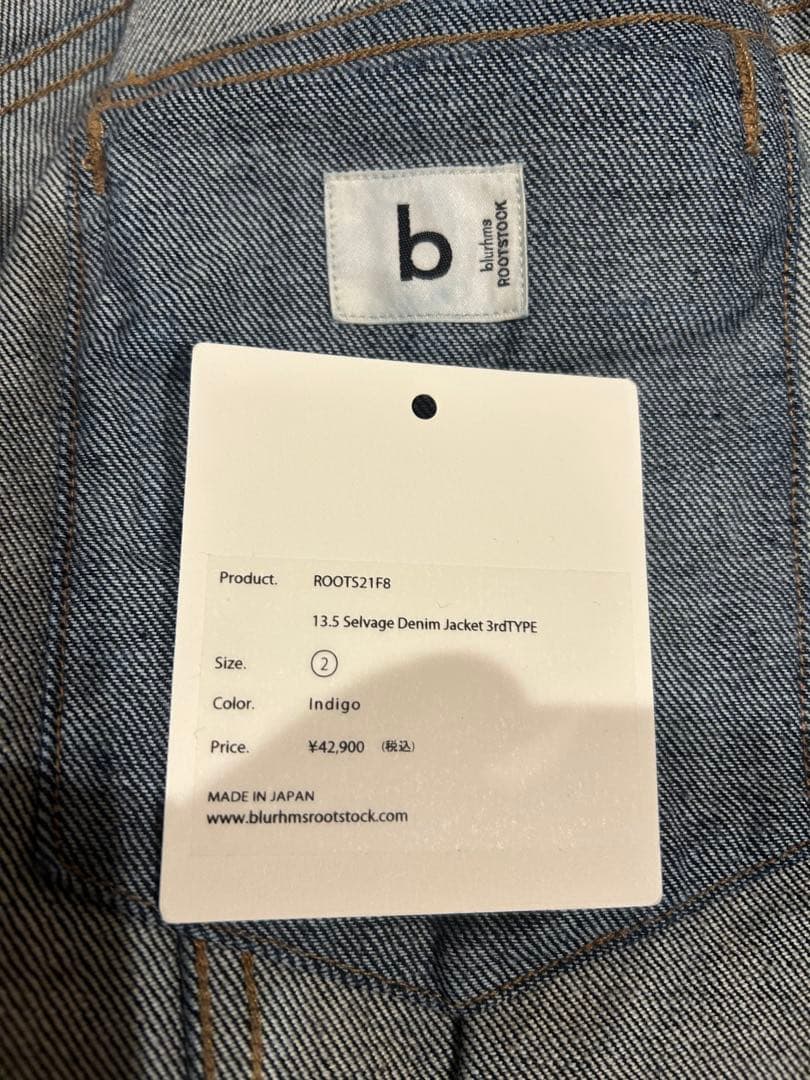 b
blurhms
ROOTSTOCK
Product. ROOTS21F8
13.5 Selvage Denim Jacket 3rdTYPE
Size. ②
Color. Indigo
Price. ¥42,900 (税込)
MADE IN JAPAN
www.blurhmsrootstock.com